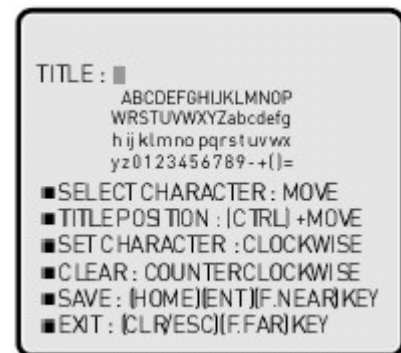 TITLE :
ABCDEFGHIJKLMNOP
WRSTUVWXYZabcdefg
hijklmnopqrstuvwx
yz0123456789-+()=
■SELECT CHARACTER : MOVE
■TITLE POSITION : (CTRL) +MOVE
■SET CHARACTER : CLOCKWISE
■CLEAR : COUNTERCLOCKWISE
■SAVE : (HOME)(ENT)(F.NEAR)KEY
■EXIT : (CLR/ESC)(F.FAR)KEY